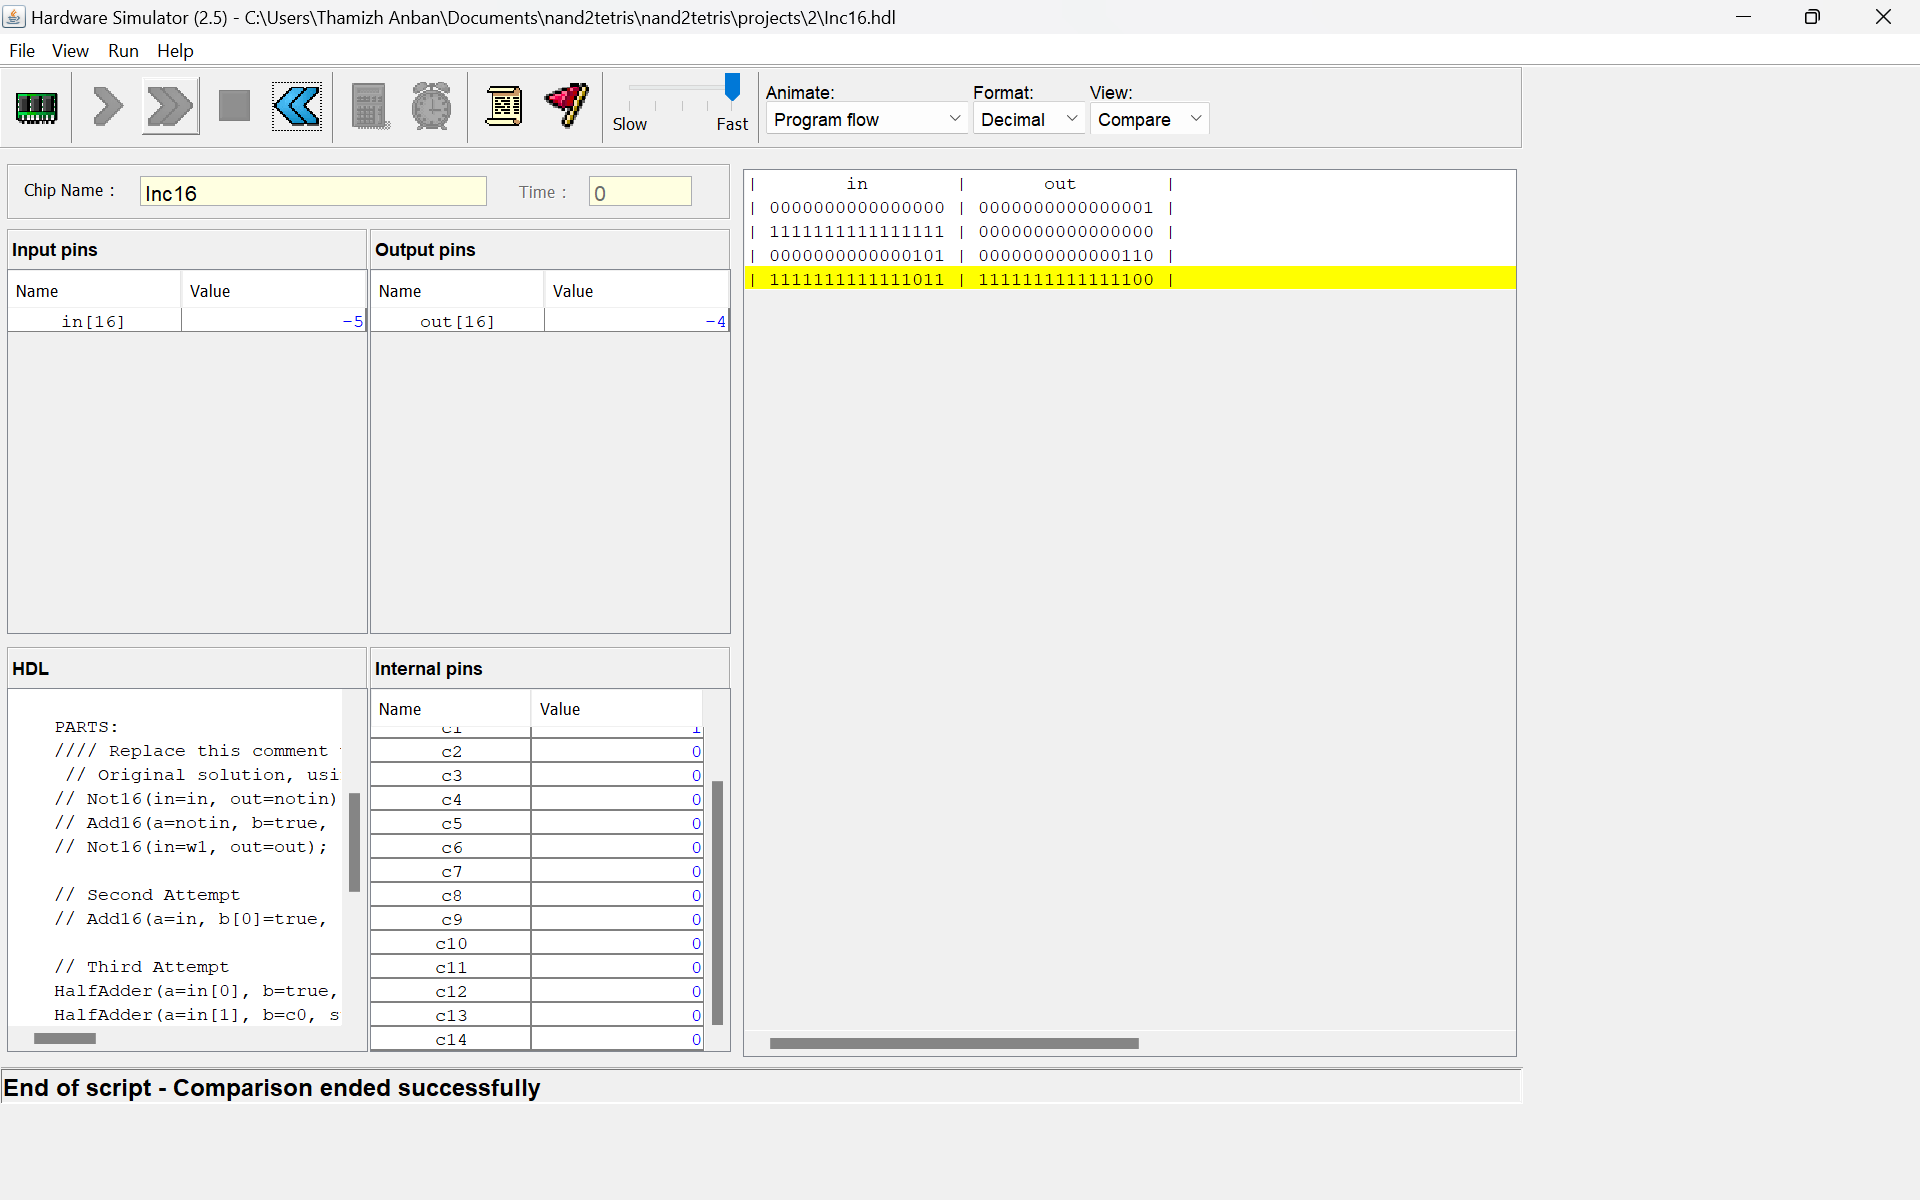 Hardware Simulator (2.5) - C:\Users\Thamizh Anban\Documents\nand2tetris\nand2tetris\projects\2\Inc16.hdl
File View Run Help
Slow Fast
Animate: Format: View:
Program flow Decimal Compare
Chip Name : Inc16 Time : 0
Input pins
Name Value
in[16] -5
Output pins
Name Value
out[16] -4
HDL
PARTS:
//// Replace this comment
// Original solution, usi
// Not16(in=in, out=notin)
// Add16(a=notin, b=true,
// Not16(in=w1, out=out);
// Second Attempt
// Add16(a=in, b[0]=true,
// Third Attempt
HalfAdder(a=in[0], b=true,
HalfAdder(a=in[1], b=c0, s
Internal pins
Name Value
c1 1
c2 0
c3 0
c4 0
c5 0
c6 0
c7 0
c8 0
c9 0
c10 0
c11 0
c12 0
c13 0
c14 0
| in | out |
| 0000000000000000 | 0000000000000001 |
| 1111111111111111 | 0000000000000000 |
| 0000000000000101 | 0000000000000110 |
| 1111111111111011 | 1111111111111100 |
End of script - Comparison ended successfully